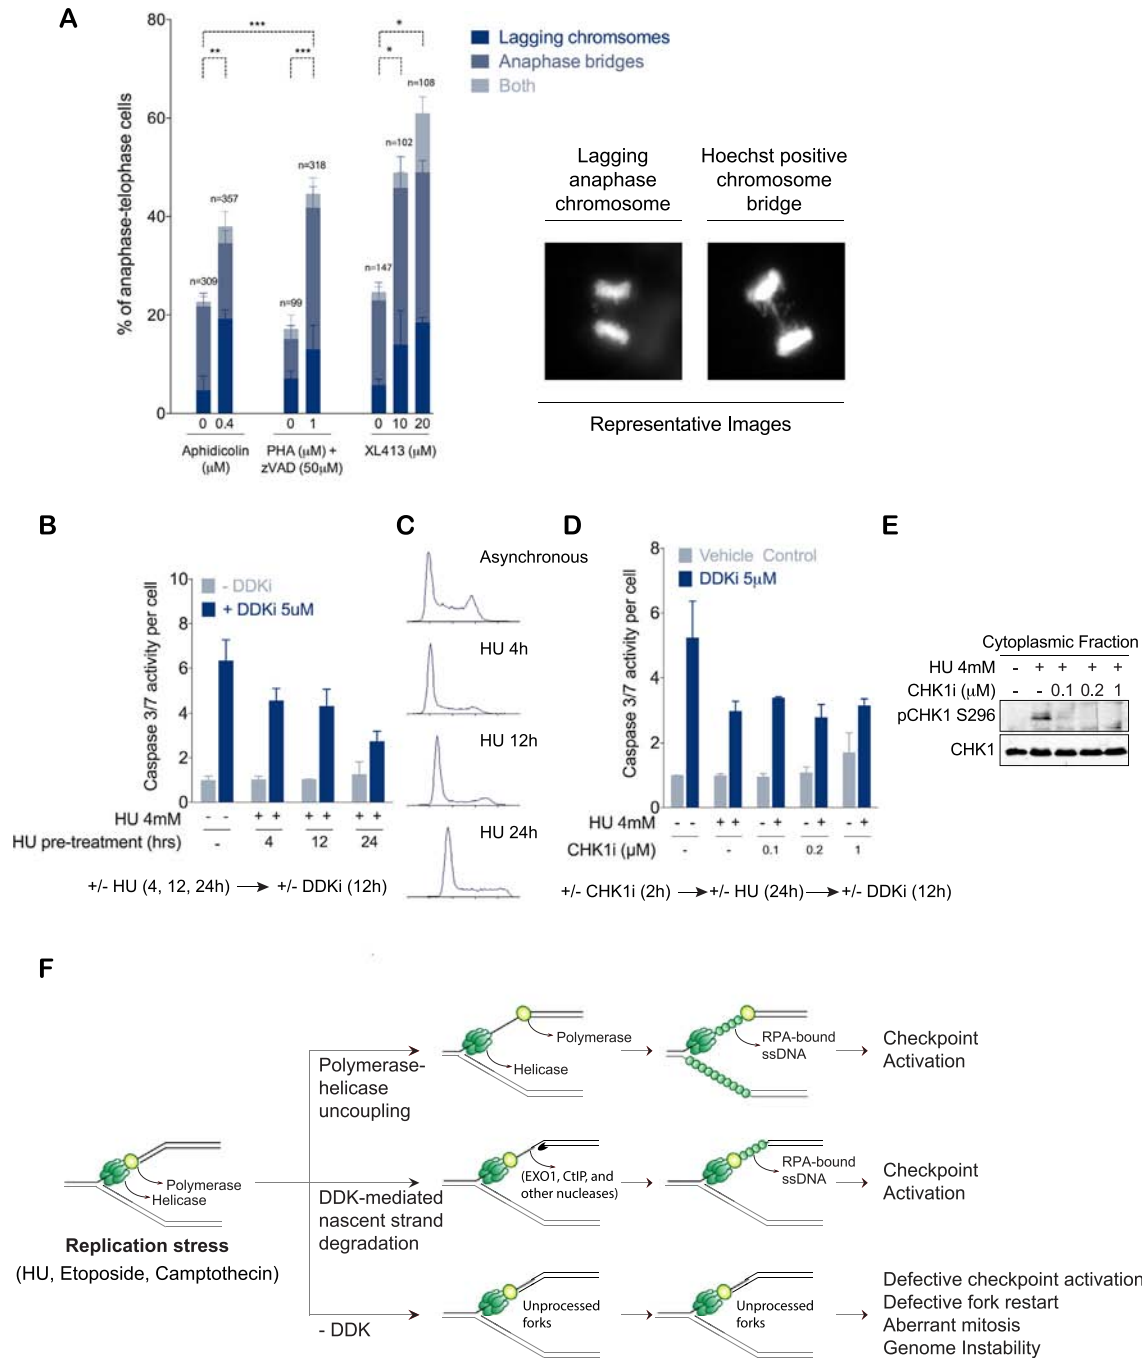 A
80
60
40
20
0
% of anaphase-telophase cells
***
**
***
*
*
n=309
n=357
n=99
n=318
n=147
n=102
n=108
Lagging chromsomes
Anaphase bridges
Both
0 0.4
0 1
0 10 20
Aphidicolin
(μM)
PHA (μM) +
zVAD (50μM)
XL413 (μM)
Lagging
anaphase
chromosome
Hoechst positive
chromosome
bridge
Representative Images
B
Caspase 3/7 activity per cell
10
8
6
4
2
0
- DDKi
+ DDKi 5uM
HU 4mM - - + + + + + +
HU pre-treatment (hrs) - 4 12 24
+/- HU (4, 12, 24h) → +/- DDKi (12h)
C
Asynchronous
HU 4h
HU 12h
HU 24h
D
Caspase 3/7 activity per cell
8
6
4
2
0
Vehicle Control
DDKi 5μM
HU 4mM - - + + - + - + - +
CHK1i (μM) - - 0.1 0.2 1
+/- CHK1i (2h) → +/- HU (24h) → +/- DDKi (12h)
E
Cytoplasmic Fraction
HU 4mM - + + + +
CHK1i (μM) - - 0.1 0.2 1
pCHK1 S296
CHK1
F
Polymerase
Helicase
Replication stress
(HU, Etoposide, Camptothecin)
Polymerase-
helicase
uncoupling
Polymerase
Helicase
RPA-bound
ssDNA
Checkpoint
Activation
DDK-mediated
nascent strand
degradation
(EXO1, CtIP, and
other nucleases)
RPA-bound
ssDNA
Checkpoint
Activation
- DDK
Unprocessed
forks
Unprocessed
forks
Defective checkpoint activation
Defective fork restart
Aberrant mitosis
Genome Instability